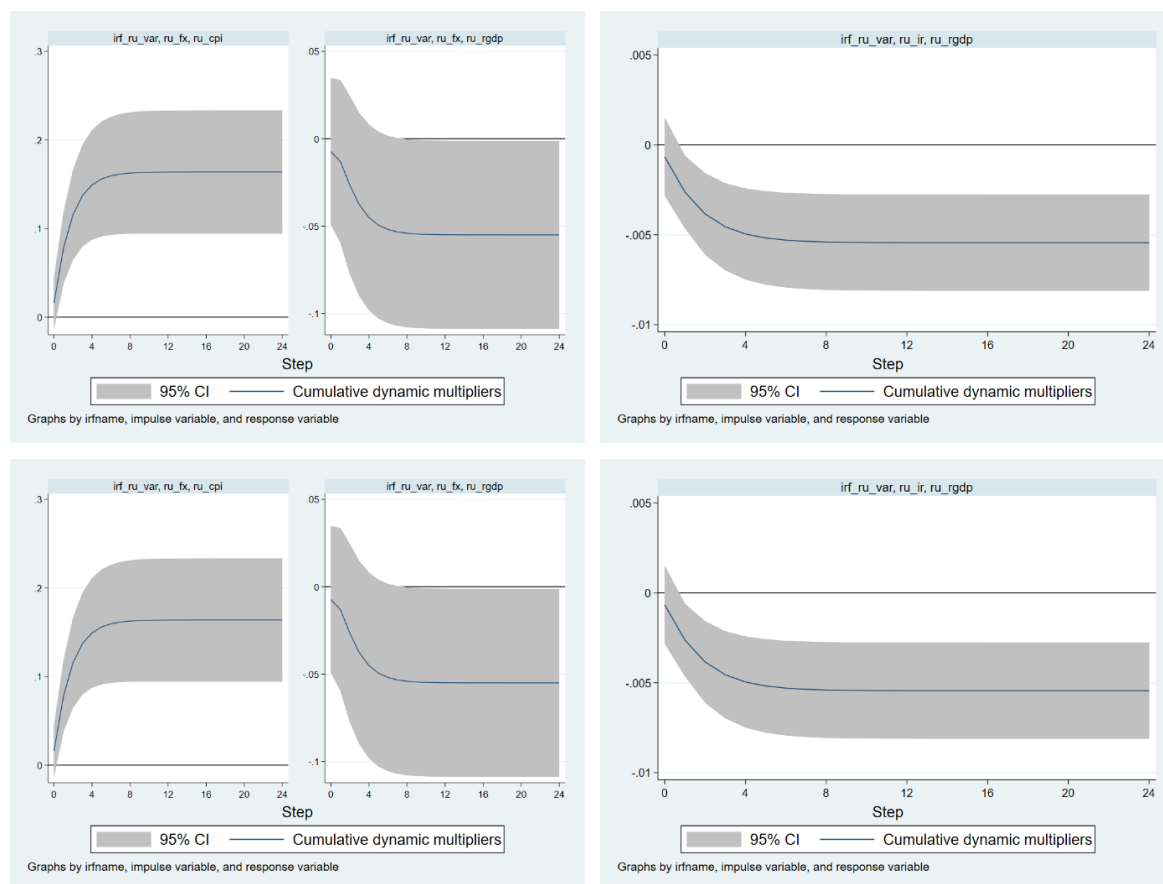 irf_ru_var, ru_fx, ru_cpi
irf_ru_var, ru_fx, ru_rgdp
.3
.2
.1
0
.05
0
-.05
-.1
0 4 8 12 16 20 24
0 4 8 12 16 20 24
Step
95% CI
Cumulative dynamic multipliers
Graphs by irfname, impulse variable, and response variable
irf_ru_var, ru_ir, ru_rgdp
.005
0
-.005
-.01
0 4 8 12 16 20 24
Step
95% CI
Cumulative dynamic multipliers
Graphs by irfname, impulse variable, and response variable
irf_ru_var, ru_fx, ru_cpi
irf_ru_var, ru_fx, ru_rgdp
.3
.2
.1
0
.05
0
-.05
-.1
0 4 8 12 16 20 24
0 4 8 12 16 20 24
Step
95% CI
Cumulative dynamic multipliers
Graphs by irfname, impulse variable, and response variable
irf_ru_var, ru_ir, ru_rgdp
.005
0
-.005
-.01
0 4 8 12 16 20 24
Step
95% CI
Cumulative dynamic multipliers
Graphs by irfname, impulse variable, and response variable